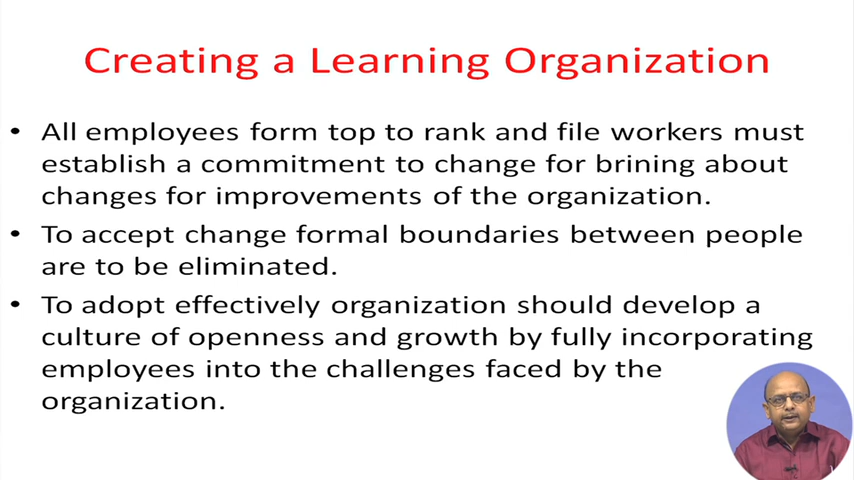 Creating a Learning Organization
• All employees form top to rank and file workers must
establish a commitment to change for brining about
changes for improvements of the organization.
• To accept change formal boundaries between people
are to be eliminated.
• To adopt effectively organization should develop a
culture of openness and growth by fully incorporating
employees into the challenges faced by the
organization.